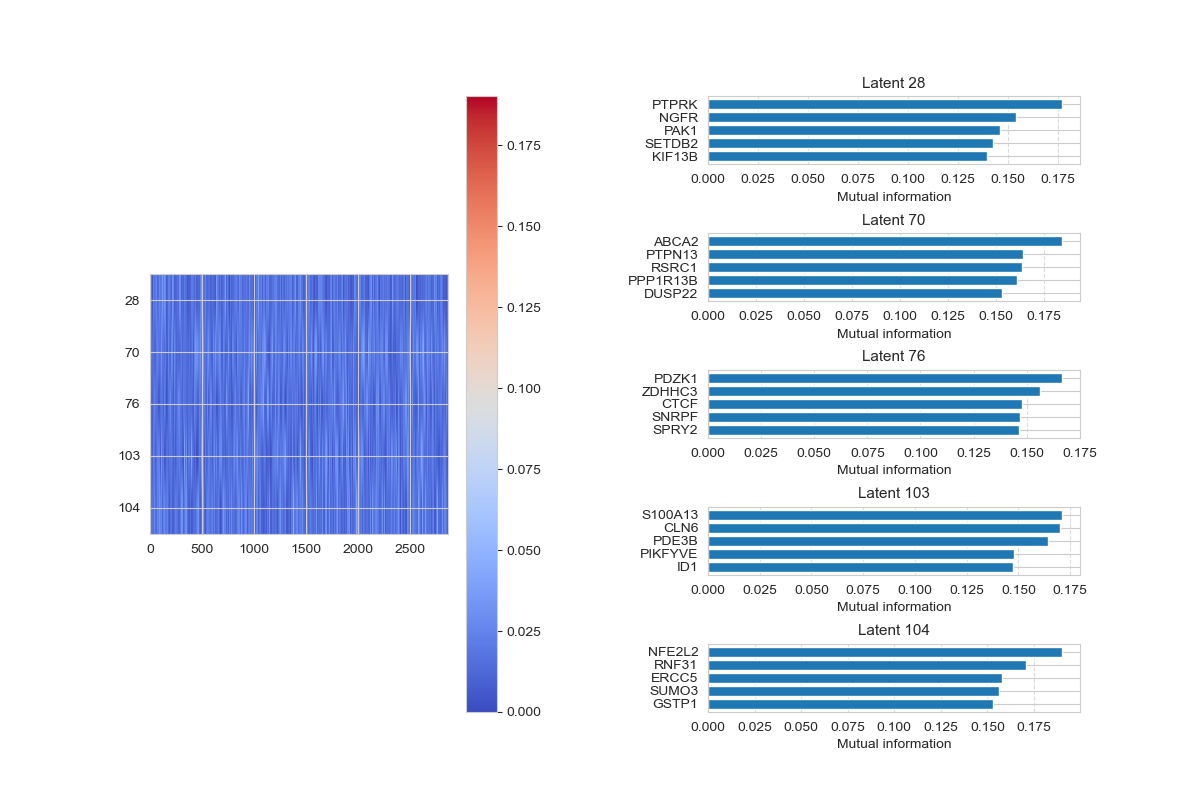 28
70
76
103
104
0 500 1000 1500 2000 2500
0.175
0.150
0.125
0.100
0.075
0.050
0.025
0.000
Latent 28
PTPRK
NGFR
PAK1
SETDB2
KIF13B
0.000 0.025 0.050 0.075 0.100 0.125 0.150 0.175
Mutual information
Latent 70
ABCA2
PTPN13
RSRC1
PPP1R13B
DUSP22
0.000 0.025 0.050 0.075 0.100 0.125 0.150 0.175
Mutual information
Latent 76
PDZK1
ZDHHC3
CTCF
SNRPF
SPRY2
0.000 0.025 0.050 0.075 0.100 0.125 0.150 0.175
Mutual information
Latent 103
S100A13
CLN6
PDE3B
PIKFYVE
ID1
0.000 0.025 0.050 0.075 0.100 0.125 0.150 0.175
Mutual information
Latent 104
NFE2L2
RNF31
ERCC5
SUMO3
GSTP1
0.000 0.025 0.050 0.075 0.100 0.125 0.150 0.175
Mutual information